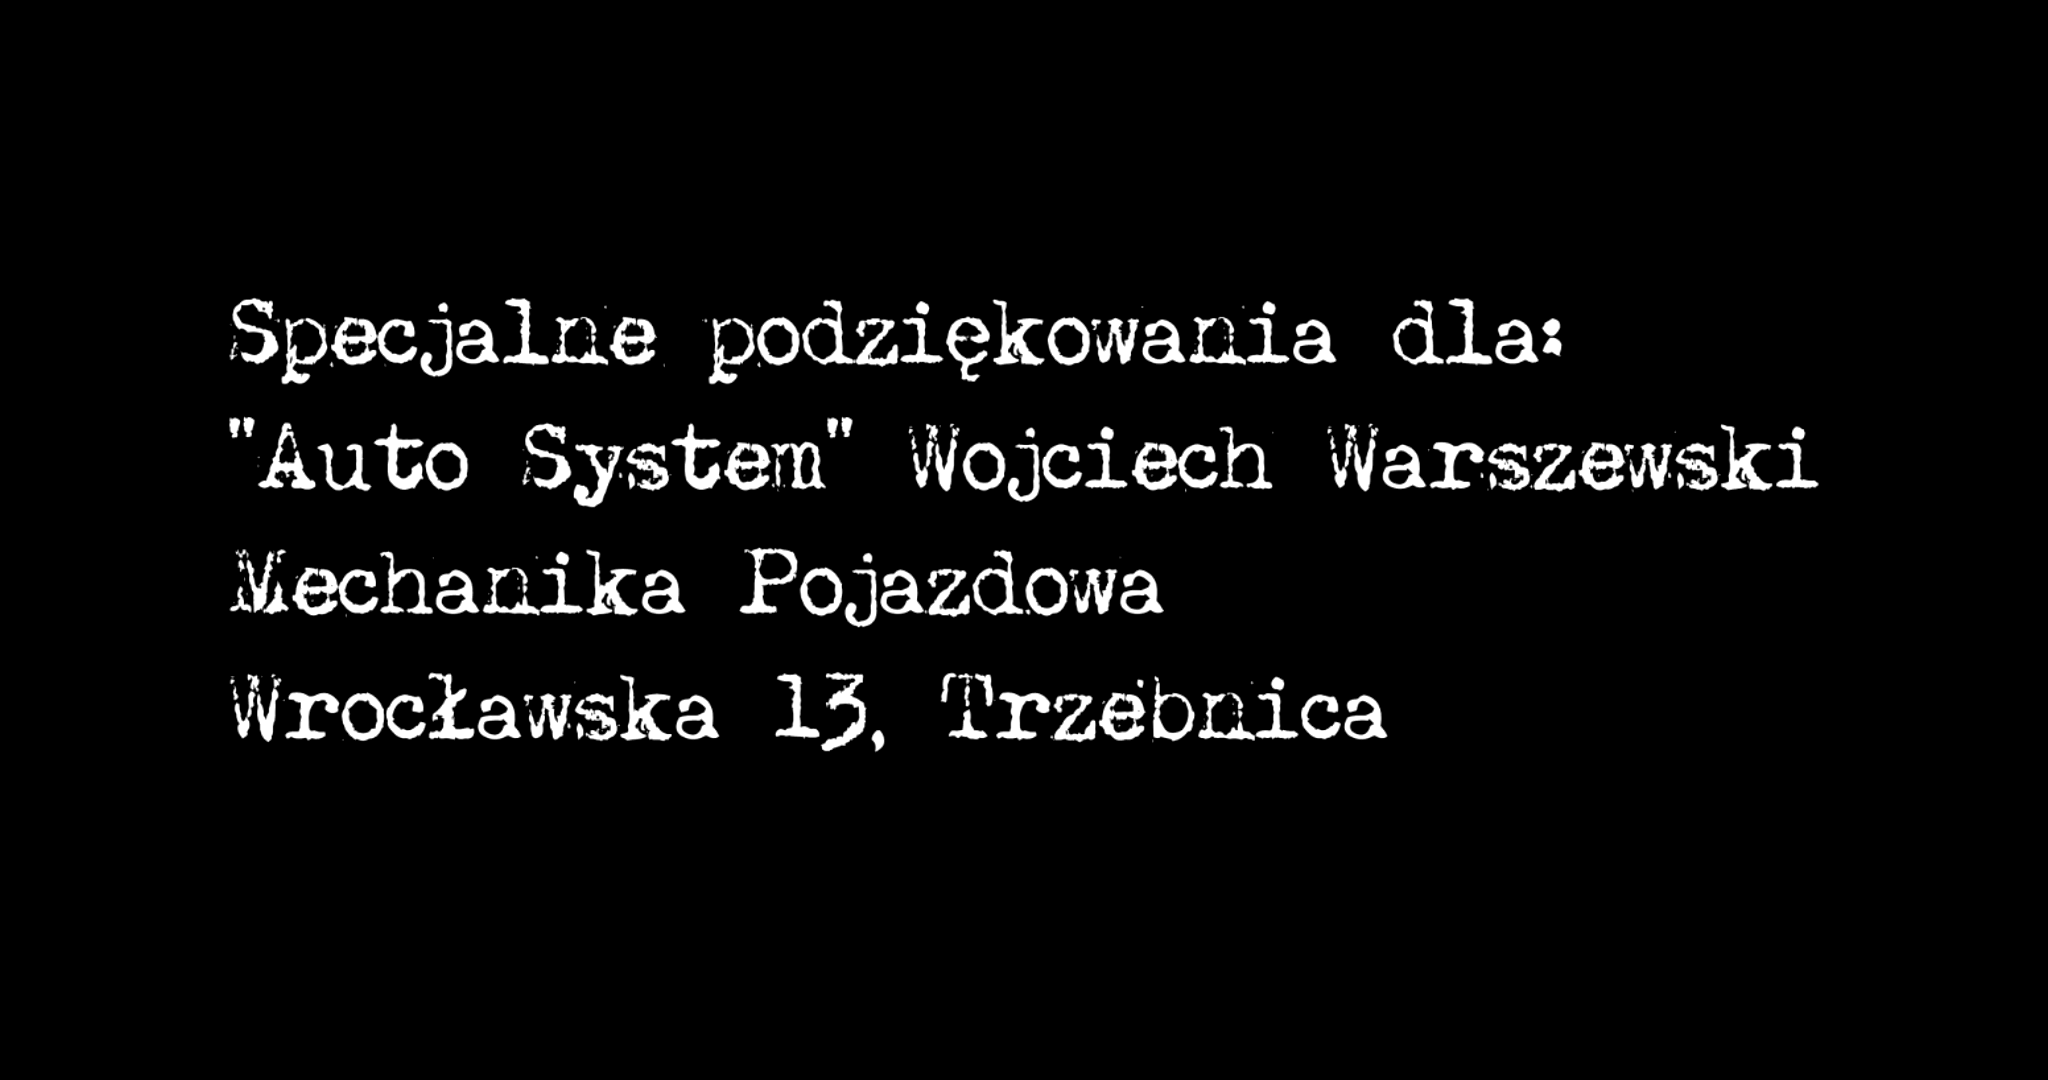 Specjalne podziękowania dla:
"Auto System" Wojciech Warszewski
Mechanika Pojazdowa
Wrocławska 13, Trzebnica